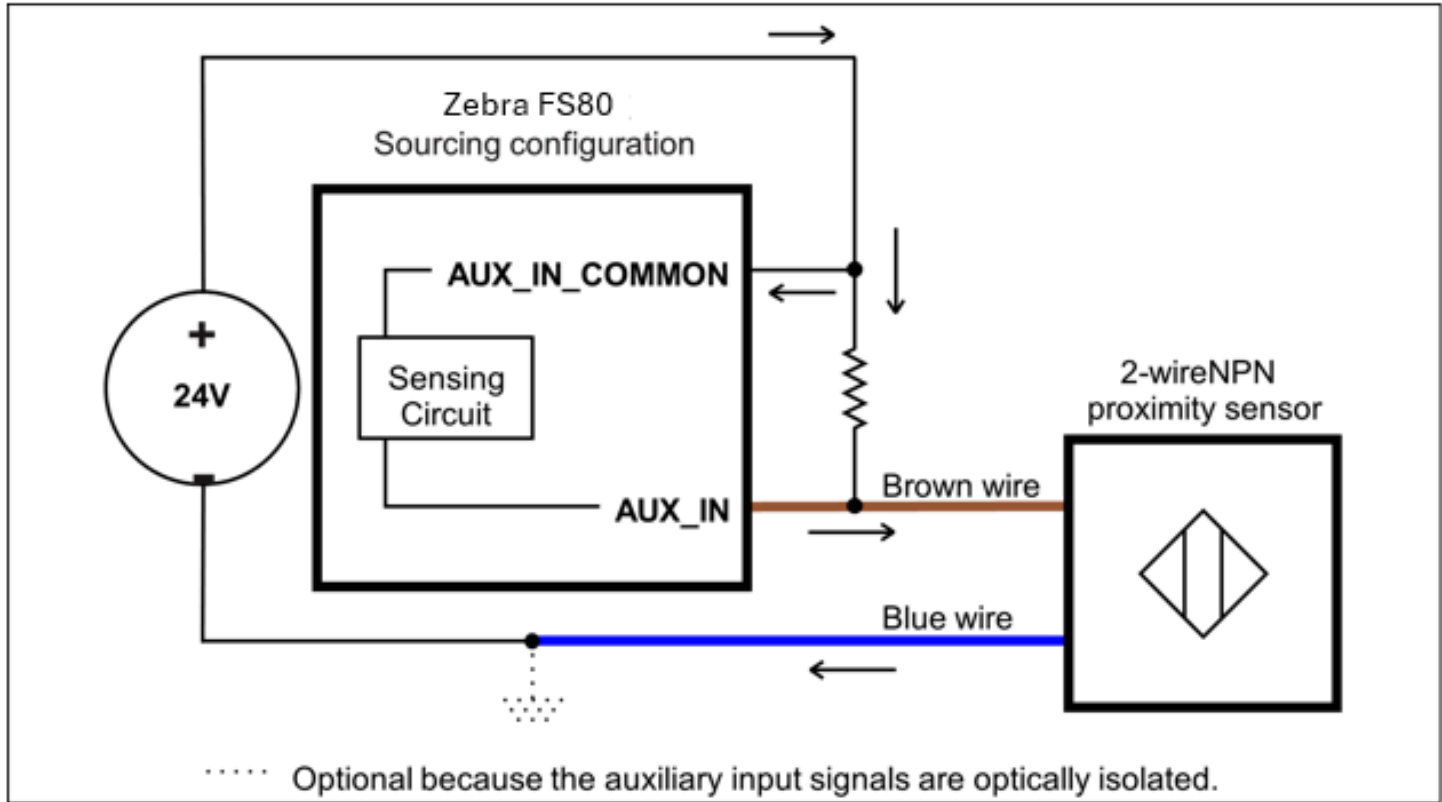 Zebra FS80
Sourcing configuration
AUX_IN_COMMON
+
24V
-
Sensing
Circuit
2-wireNPN
proximity sensor
Brown wire
AUX_IN
Blue wire
Optional because the auxiliary input signals are optically isolated.